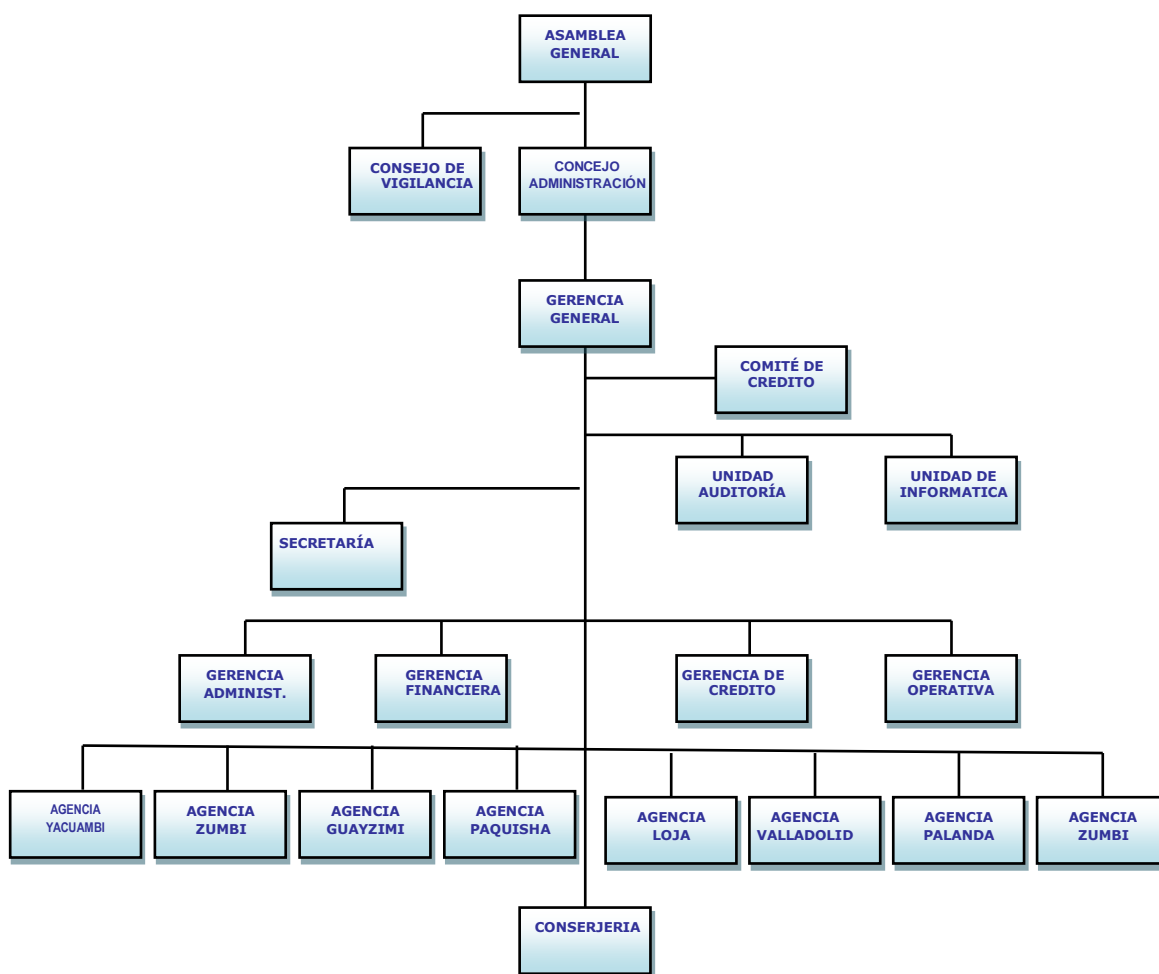 ASAMBLEA
GENERAL
CONSEJO DE
VIGILANCIA
CONCEJO
ADMINISTRACIÓN
GERENCIA
GENERAL
COMITÉ DE
CREDITO
UNIDAD
AUDITORÍA
UNIDAD DE
INFORMATICA
SECRETARÍA
GERENCIA
ADMINIST.
GERENCIA
FINANCIERA
GERENCIA DE
CREDITO
GERENCIA
OPERATIVA
AGENCIA
YACUAMBI
AGENCIA
ZUMBI
AGENCIA
GUAYZIMI
AGENCIA
PAQUISHA
AGENCIA
LOJA
AGENCIA
VALLADOLID
AGENCIA
PALANDA
AGENCIA
ZUMBI
CONSERJERIA